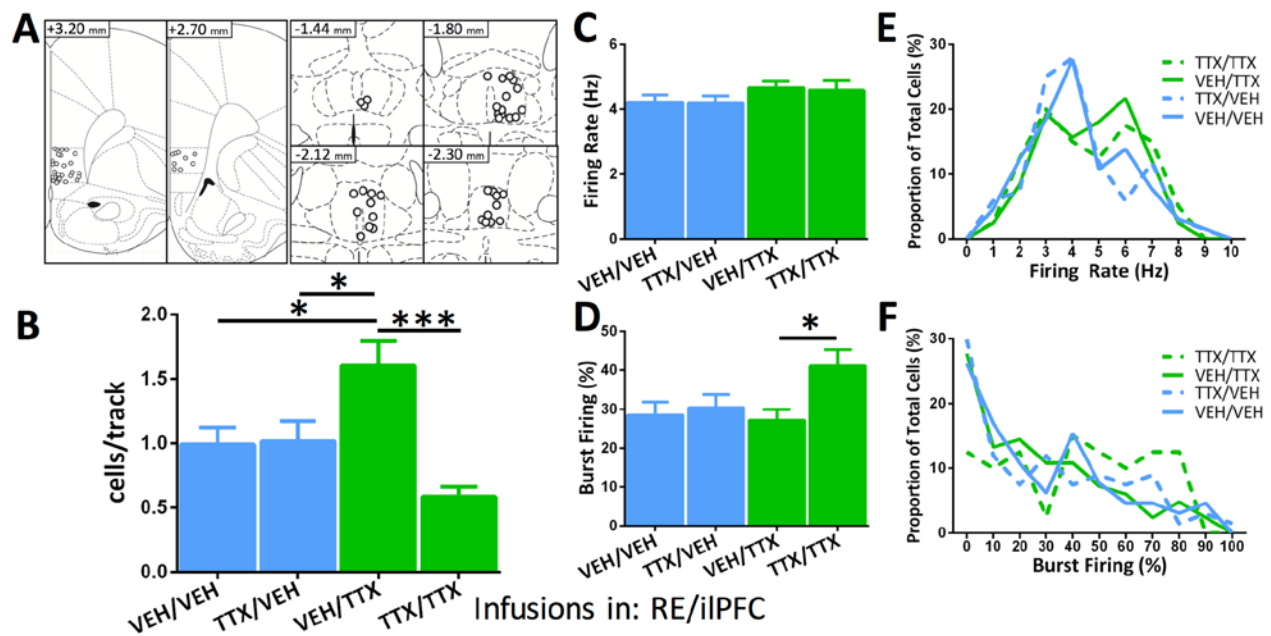 A
+3.20 mm
+2.70 mm
-1.44 mm
-1.80 mm
-2.12 mm
-2.30 mm
B
cells/track
2.0
1.5
1.0
0.5
0.0
*
*
***
VEH/VEH
TTX/VEH
VEH/TTX
TTX/TTX
Infusions in: RE/ilPFC
C
Firing Rate (Hz)
6
4
2
0
VEH/VEH
TTX/VEH
VEH/TTX
TTX/TTX
D
Burst Firing (%)
50
40
30
20
10
0
*
VEH/VEH
TTX/VEH
VEH/TTX
TTX/TTX
E
Proportion of Total Cells (%)
30
20
10
0
TTX/TTX
VEH/TTX
TTX/VEH
VEH/VEH
0 1 2 3 4 5 6 7 8 9 10
Firing Rate (Hz)
F
Proportion of Total Cells (%)
30
20
10
0
TTX/TTX
VEH/TTX
TTX/VEH
VEH/VEH
0 10 20 30 40 50 60 70 80 90 100
Burst Firing (%)